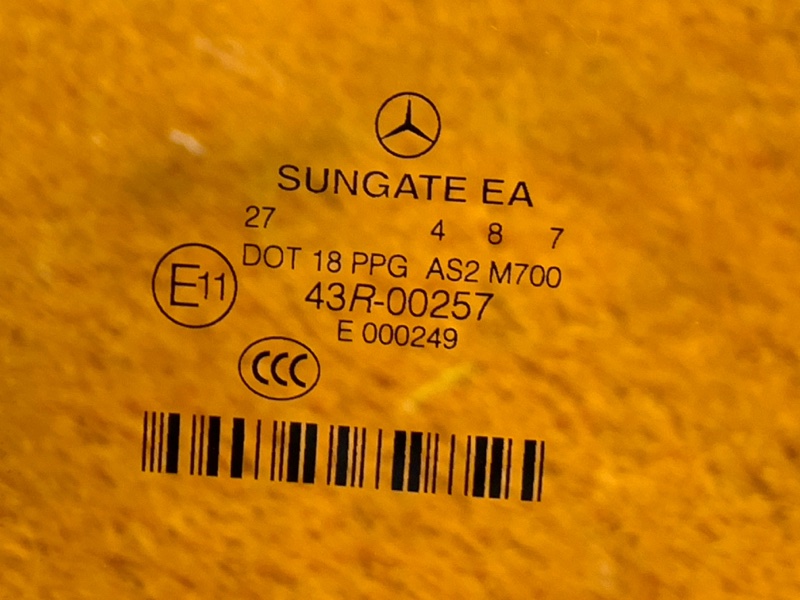 SUNGATE EA
27 4 8 7
DOT 18 PPG AS2 M700
E11 43R-00257
E 000249
CCC